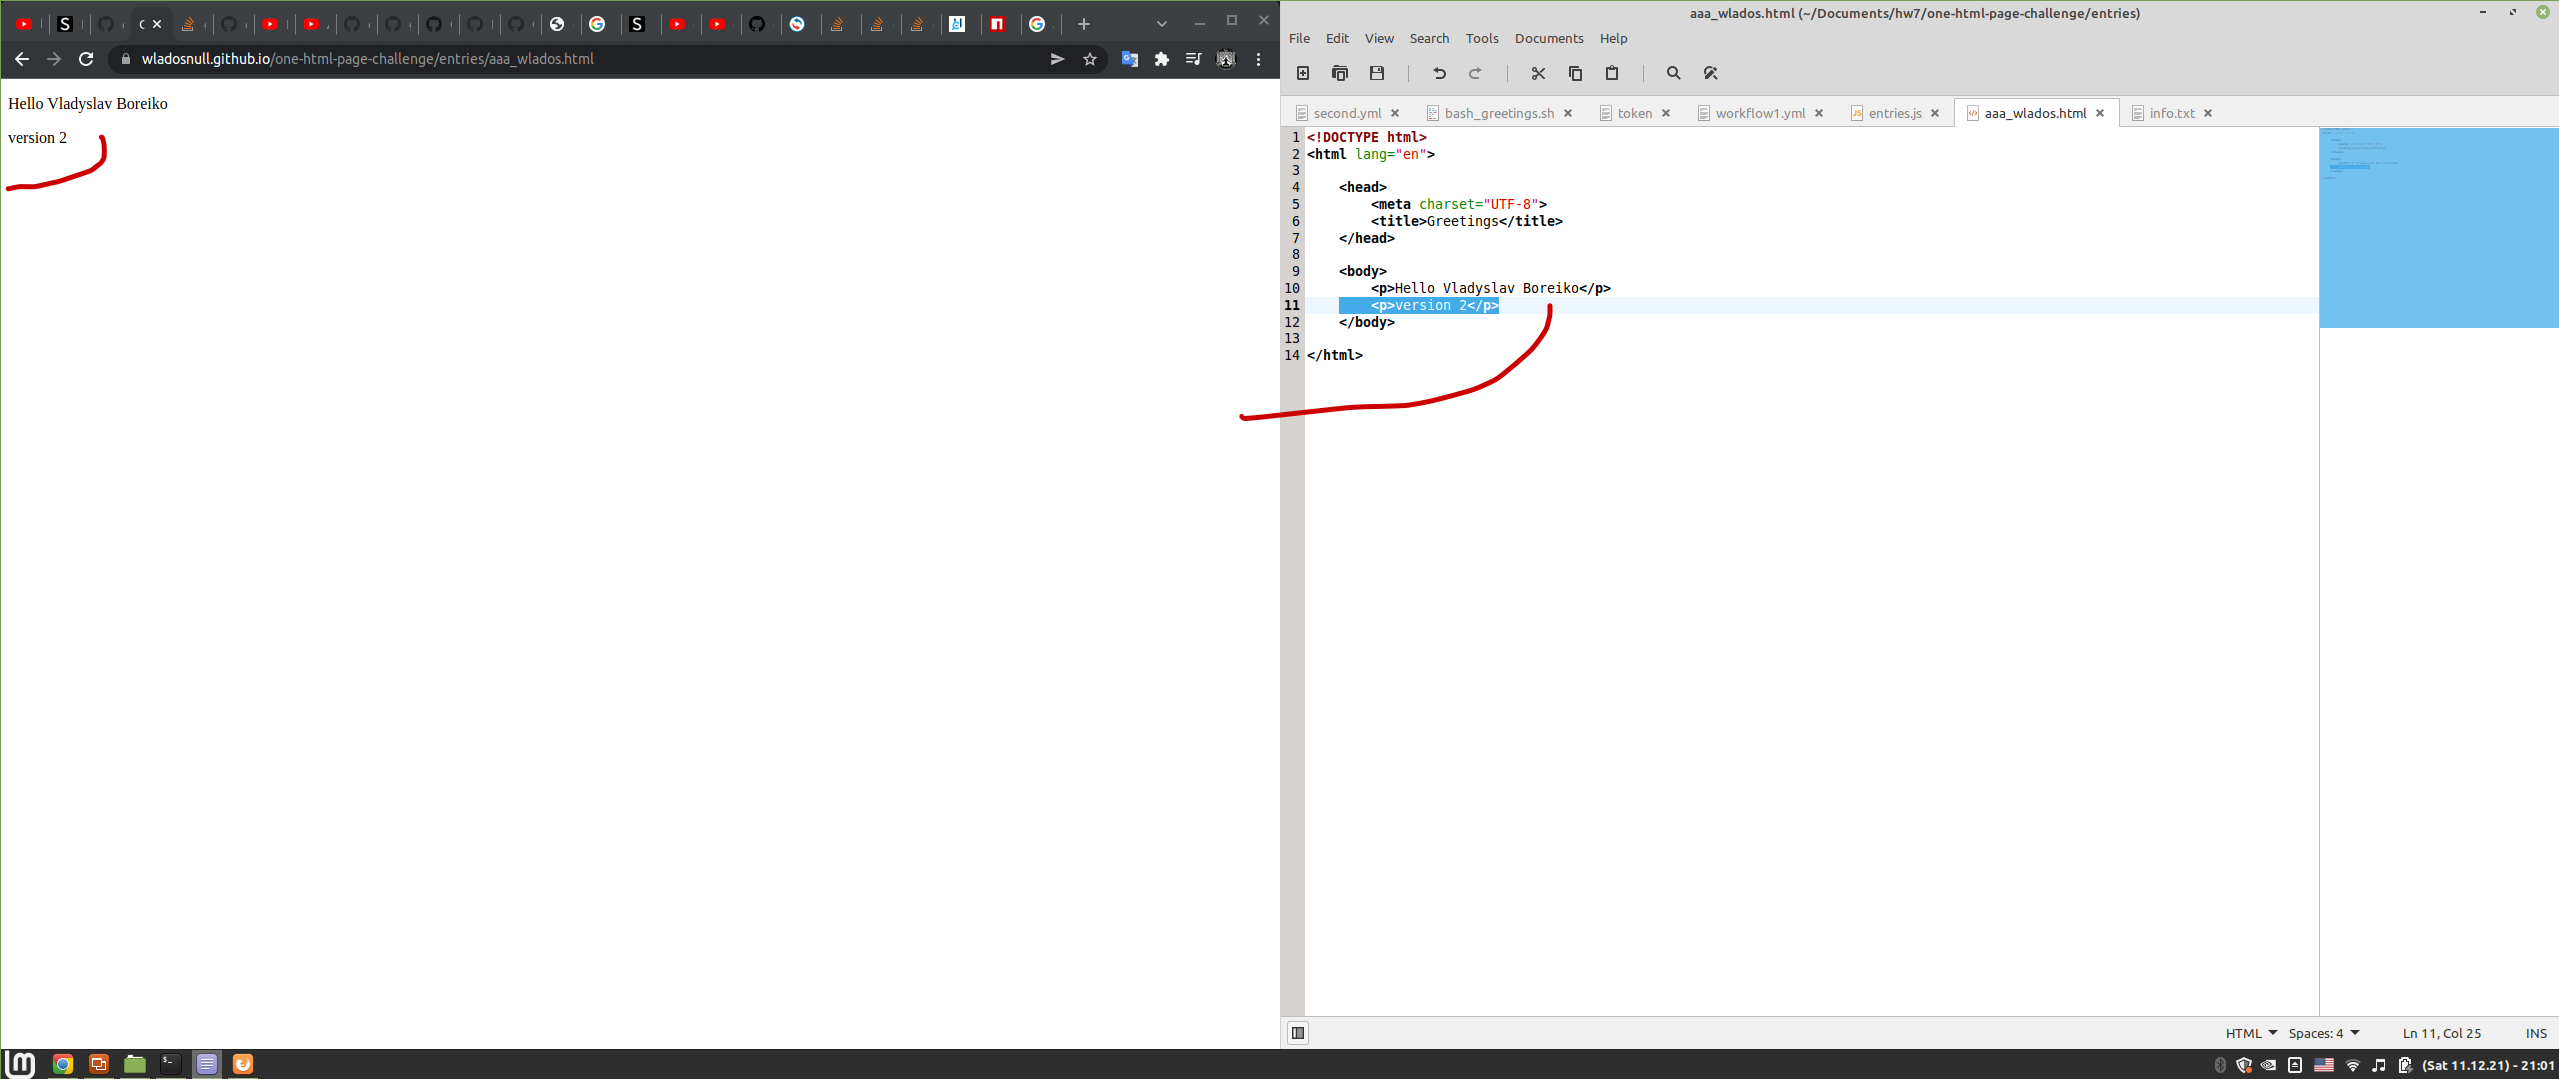 wladosnull.github.io/one-html-page-challenge/entries/aaa_wlados.html
Hello Vladyslav Boreiko
version 2
aaa_wlados.html (~/Documents/hw7/one-html-page-challenge/entries)
File Edit View Search Tools Documents Help
second.yml bash_greetings.sh token workflow1.yml entries.js aaa_wlados.html info.txt
1 <!DOCTYPE html>
2 <html lang="en">
3
4 <head>
5 <meta charset="UTF-8">
6 <title>Greetings</title>
7 </head>
8
9 <body>
10 <p>Hello Vladyslav Boreiko</p>
11 <p>version 2</p>
12 </body>
13
14 </html>
HTML Spaces: 4 Ln 11, Col 25 INS
(Sat 11.12.21) - 21:01